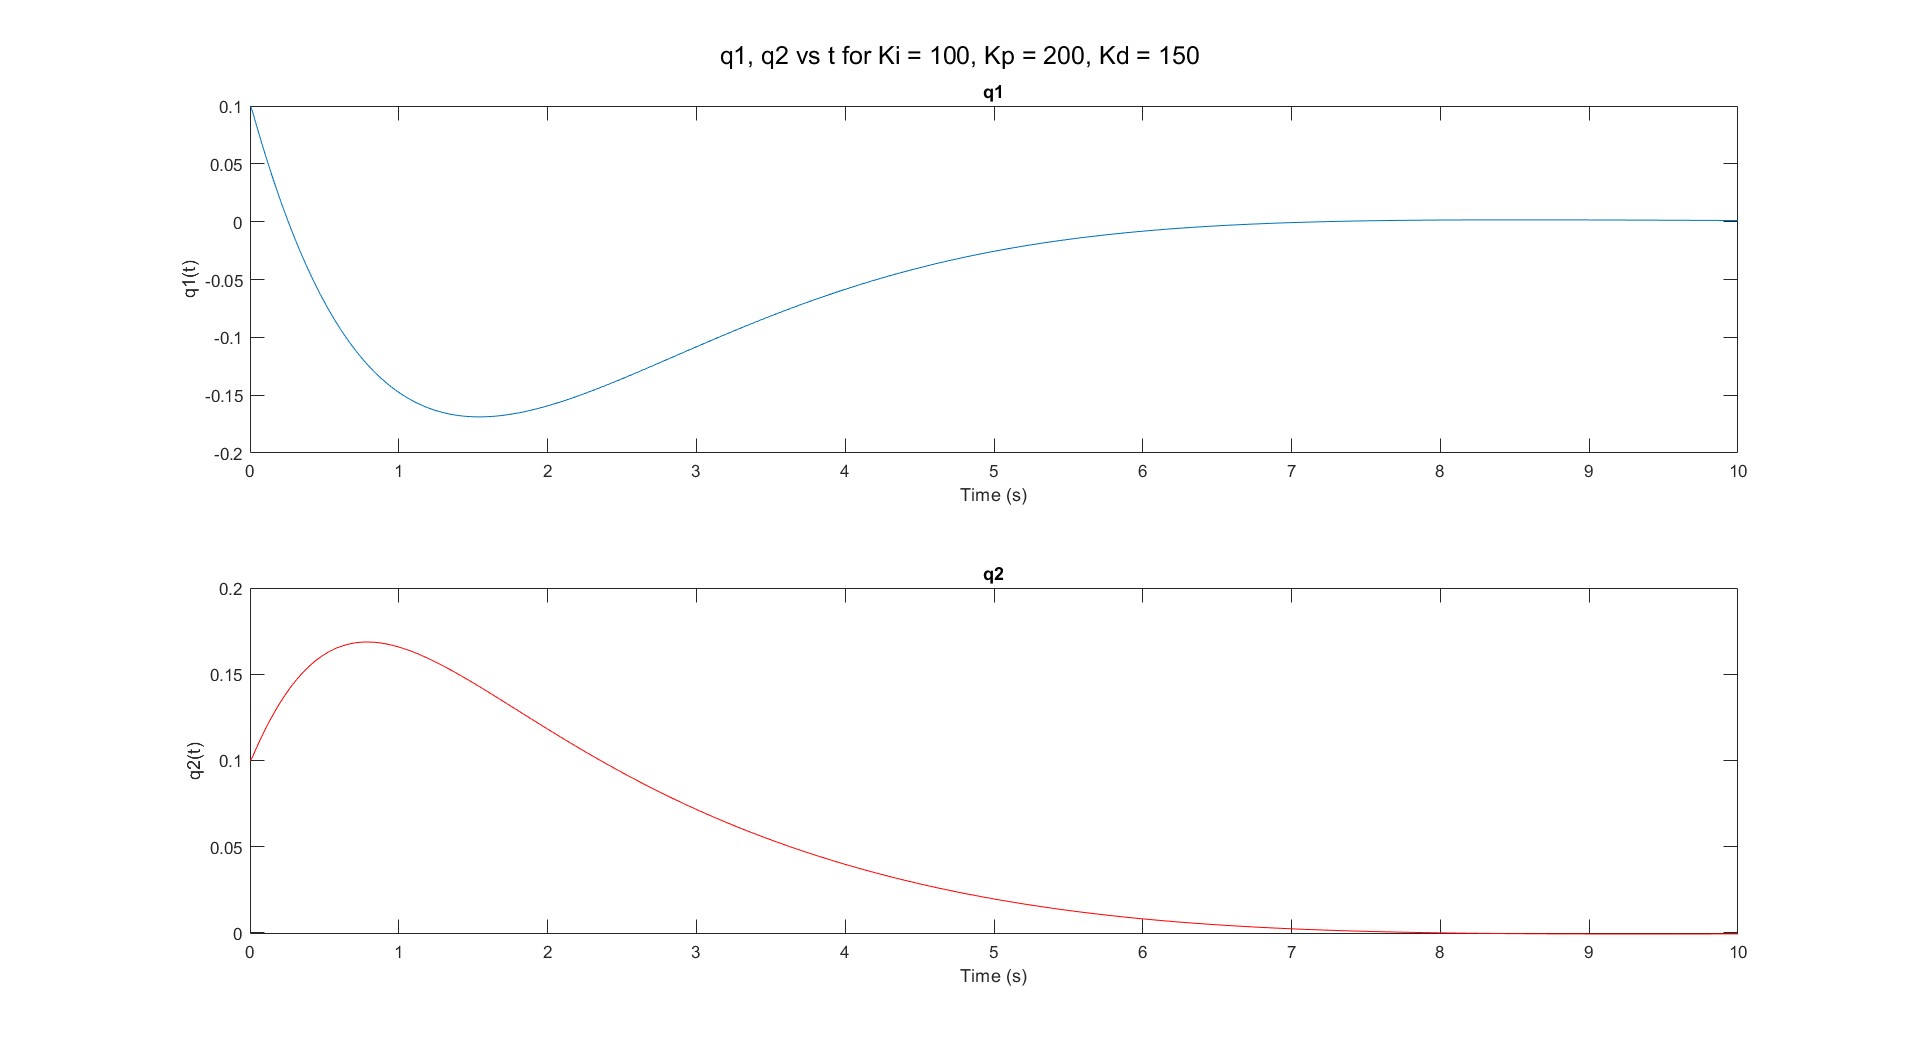 q1, q2 vs t for Ki = 100, Kp = 200, Kd = 150
q1
0.1
0.05
0
-0.05
-0.1
-0.15
-0.2
q1(t)
0 1 2 3 4 5 6 7 8 9 10
Time (s)
q2
0.2
0.15
0.1
0.05
0
q2(t)
0 1 2 3 4 5 6 7 8 9 10
Time (s)